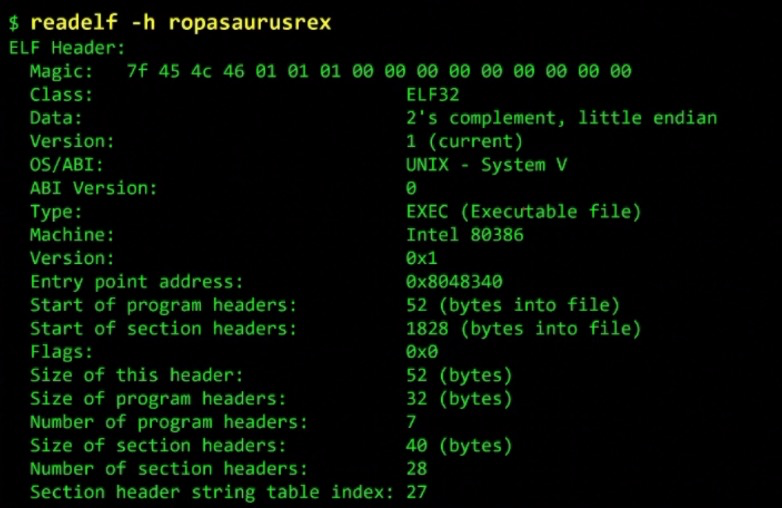 $ readelf -h ropasaurusrex
ELF Header:
Magic: 7f 45 4c 46 01 01 01 00 00 00 00 00 00 00 00 00
Class: ELF32
Data: 2's complement, little endian
Version: 1 (current)
OS/ABI: UNIX - System V
ABI Version: 0
Type: EXEC (Executable file)
Machine: Intel 80386
Version: 0x1
Entry point address: 0x8048340
Start of program headers: 52 (bytes into file)
Start of section headers: 1828 (bytes into file)
Flags: 0x0
Size of this header: 52 (bytes)
Size of program headers: 32 (bytes)
Number of program headers: 7
Size of section headers: 40 (bytes)
Number of section headers: 28
Section header string table index: 27